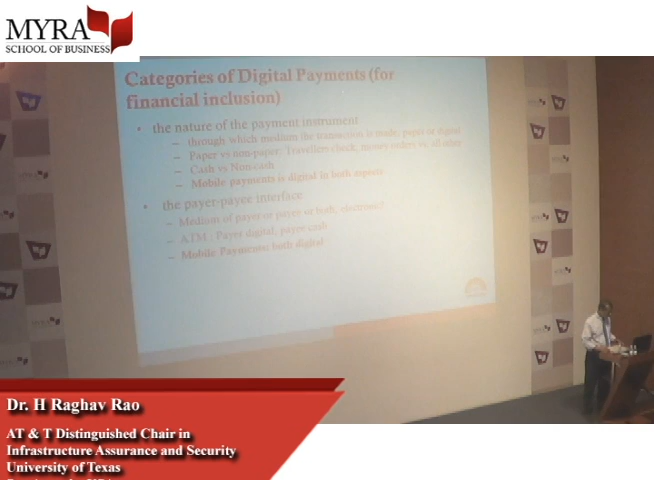 MYRA
SCHOOL OF BUSINESS
Categories of Digital Payments (for
financial inclusion)
• the nature of the payment instrument
– through which medium the transaction is made: paper or digital
– Paper vs non-paper: Travellers check, money orders vs. all other
– Cash vs Non-cash
– Mobile payments is digital in both aspects
• the payer-payee interface
– Medium of payer or payee or both, electronic?
– ATM : Payer digital, payee cash
– Mobile Payments: both digital
Dr. H Raghav Rao
AT & T Distinguished Chair in
Infrastructure Assurance and Security
University of Texas